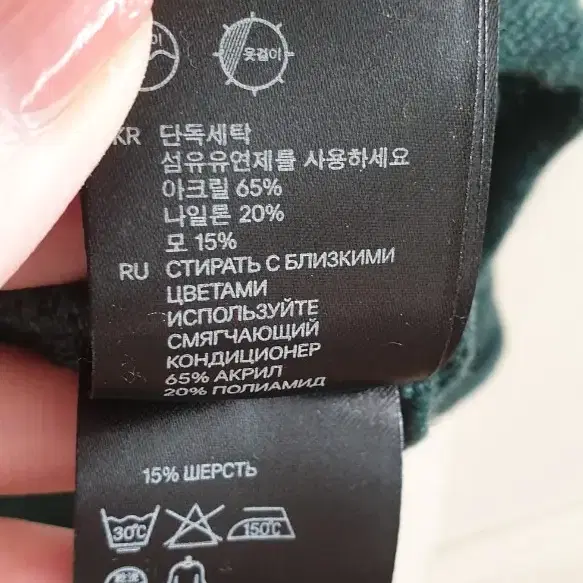 옷걸이
KR 단독세탁
섬유유연제를 사용하세요
아크릴 65%
나일론 20%
모 15%
RU СТИРАТЬ С БЛИЗКИМИ
ЦВЕТАМИ
ИСПОЛЬЗУЙТЕ
СМЯГЧАЮЩИЙ
КОНДИЦИОНЕР
65% АКРИЛ
20% ПОЛИАМИД
15% ШЕРСТЬ
30°C 150°C